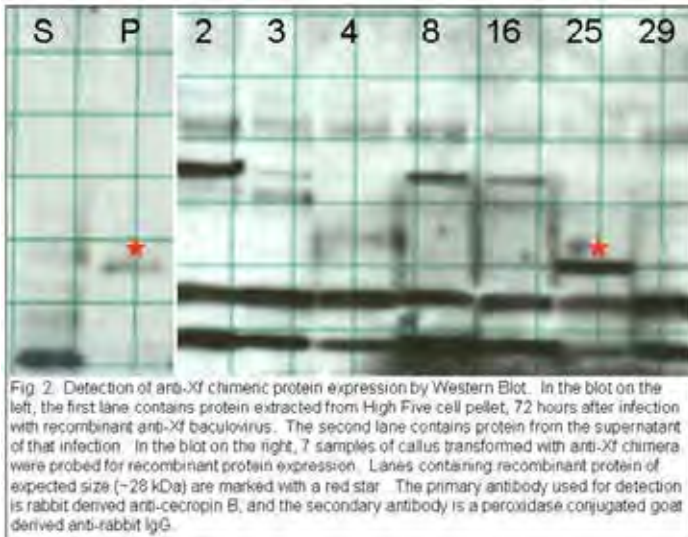 S P 2 3 4 8 16 25 29
Fig. 2. Detection of anti-Xf chimeric protein expression by Western Blot. In the blot on the
left, the first lane contains protein extracted from High Five cell pellet, 72 hours after infection
with recombinant anti-Xf baculovirus. The second lane contains protein from the supernatant
of that infection. In the blot on the right, 7 samples of callus transformed with anti-Xf chimera
were probed for recombinant protein expression. Lanes containing recombinant protein of
expected size (~28 kDa) are marked with a red star. The primary antibody used for detection
is rabbit derived anti-cecropin B, and the secondary antibody is a peroxidase conjugated goat
derived anti-rabbit IgG.